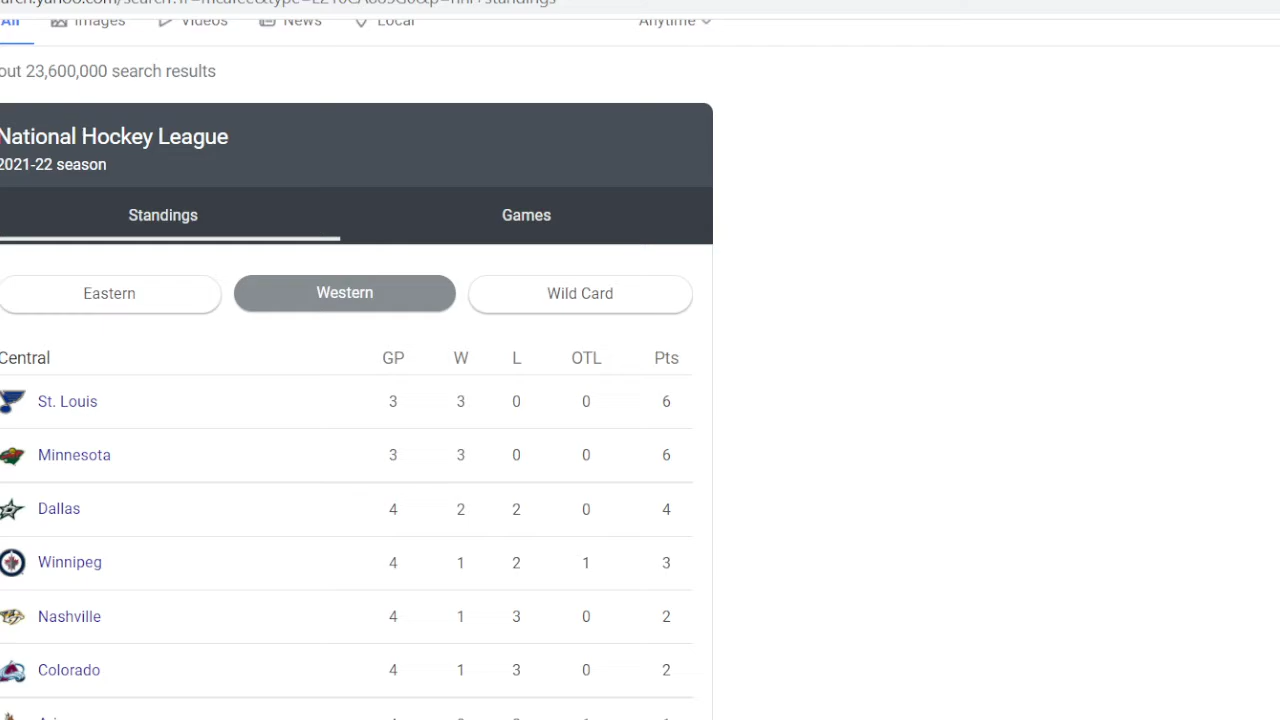 All Images Videos News Local Anytime
out 23,600,000 search results
National Hockey League
2021-22 season
Standings Games
Eastern Western Wild Card
Central GP W L OTL Pts
St. Louis 3 3 0 0 6
Minnesota 3 3 0 0 6
Dallas 4 2 2 0 4
Winnipeg 4 1 2 1 3
Nashville 4 1 3 0 2
Colorado 4 1 3 0 2